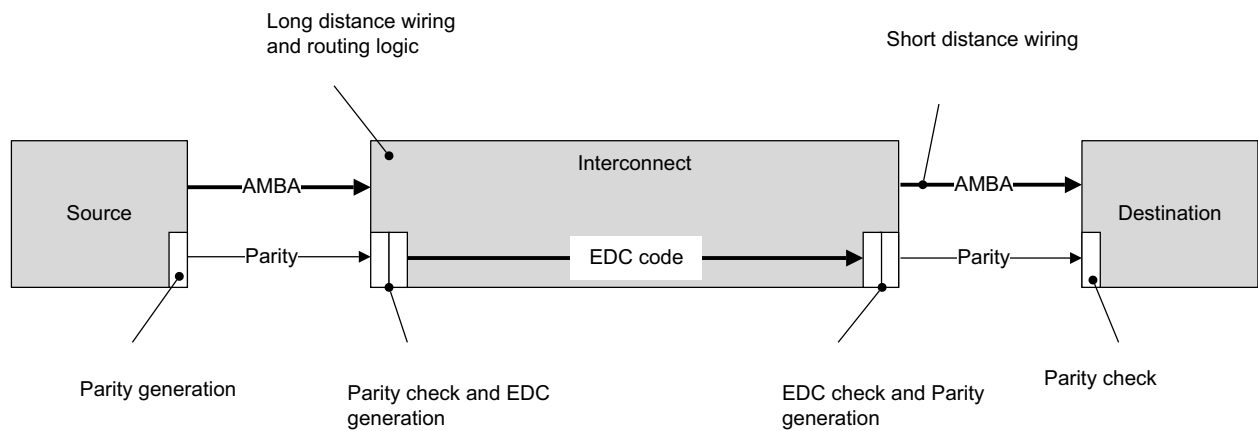 Long distance wiring
and routing logic
Short distance wiring
Interconnect
AMBA
AMBA
Source
Destination
Parity
EDC code
Parity
Parity generation
Parity check and EDC
generation
EDC check and Parity
generation
Parity check